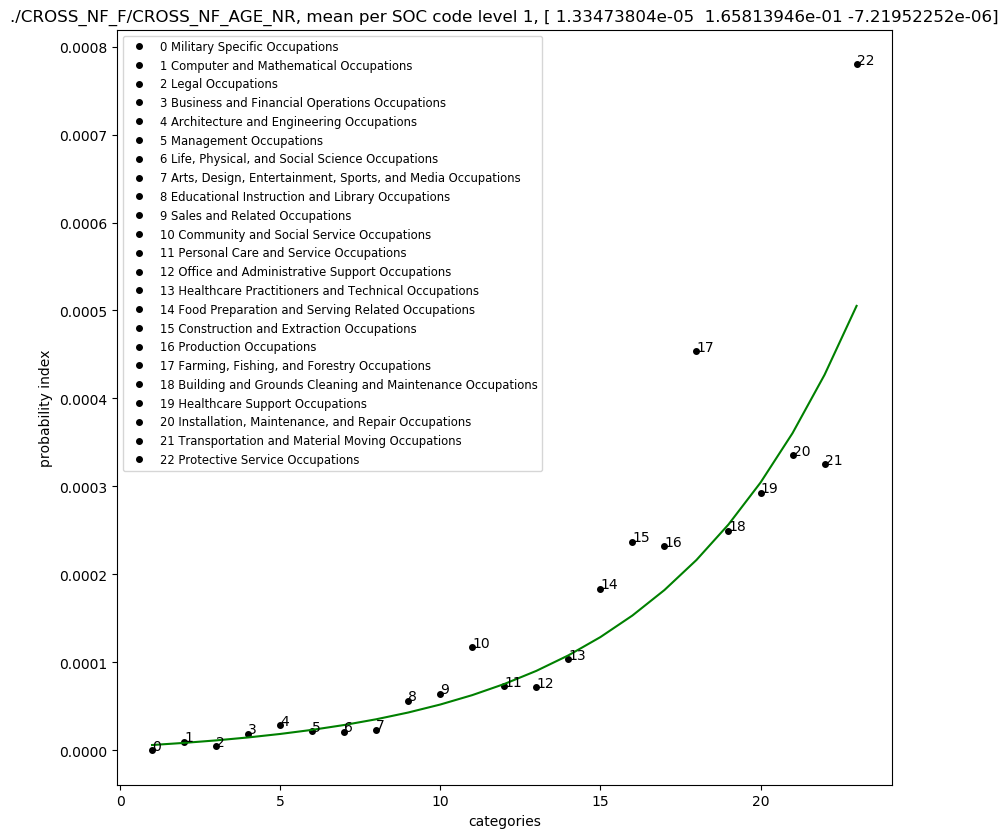 ./CROSS_NF_F/CROSS_NF_AGE_NR, mean per SOC code level 1, [ 1.33473804e-05  1.65813946e-01 -7.21952252e-06]
0 Military Specific Occupations
1 Computer and Mathematical Occupations
2 Legal Occupations
3 Business and Financial Operations Occupations
4 Architecture and Engineering Occupations
5 Management Occupations
6 Life, Physical, and Social Science Occupations
7 Arts, Design, Entertainment, Sports, and Media Occupations
8 Educational Instruction and Library Occupations
9 Sales and Related Occupations
10 Community and Social Service Occupations
11 Personal Care and Service Occupations
12 Office and Administrative Support Occupations
13 Healthcare Practitioners and Technical Occupations
14 Food Preparation and Serving Related Occupations
15 Construction and Extraction Occupations
16 Production Occupations
17 Farming, Fishing, and Forestry Occupations
18 Building and Grounds Cleaning and Maintenance Occupations
19 Healthcare Support Occupations
20 Installation, Maintenance, and Repair Occupations
21 Transportation and Material Moving Occupations
22 Protective Service Occupations
0.0008
0.0007
0.0006
0.0005
0.0004
0.0003
0.0002
0.0001
0.0000
probability index
0
1
2
3
4
5
6
7
8
9
10
11
12
13
14
15
16
17
18
19
20
21
22
0
5
10
15
20
categories